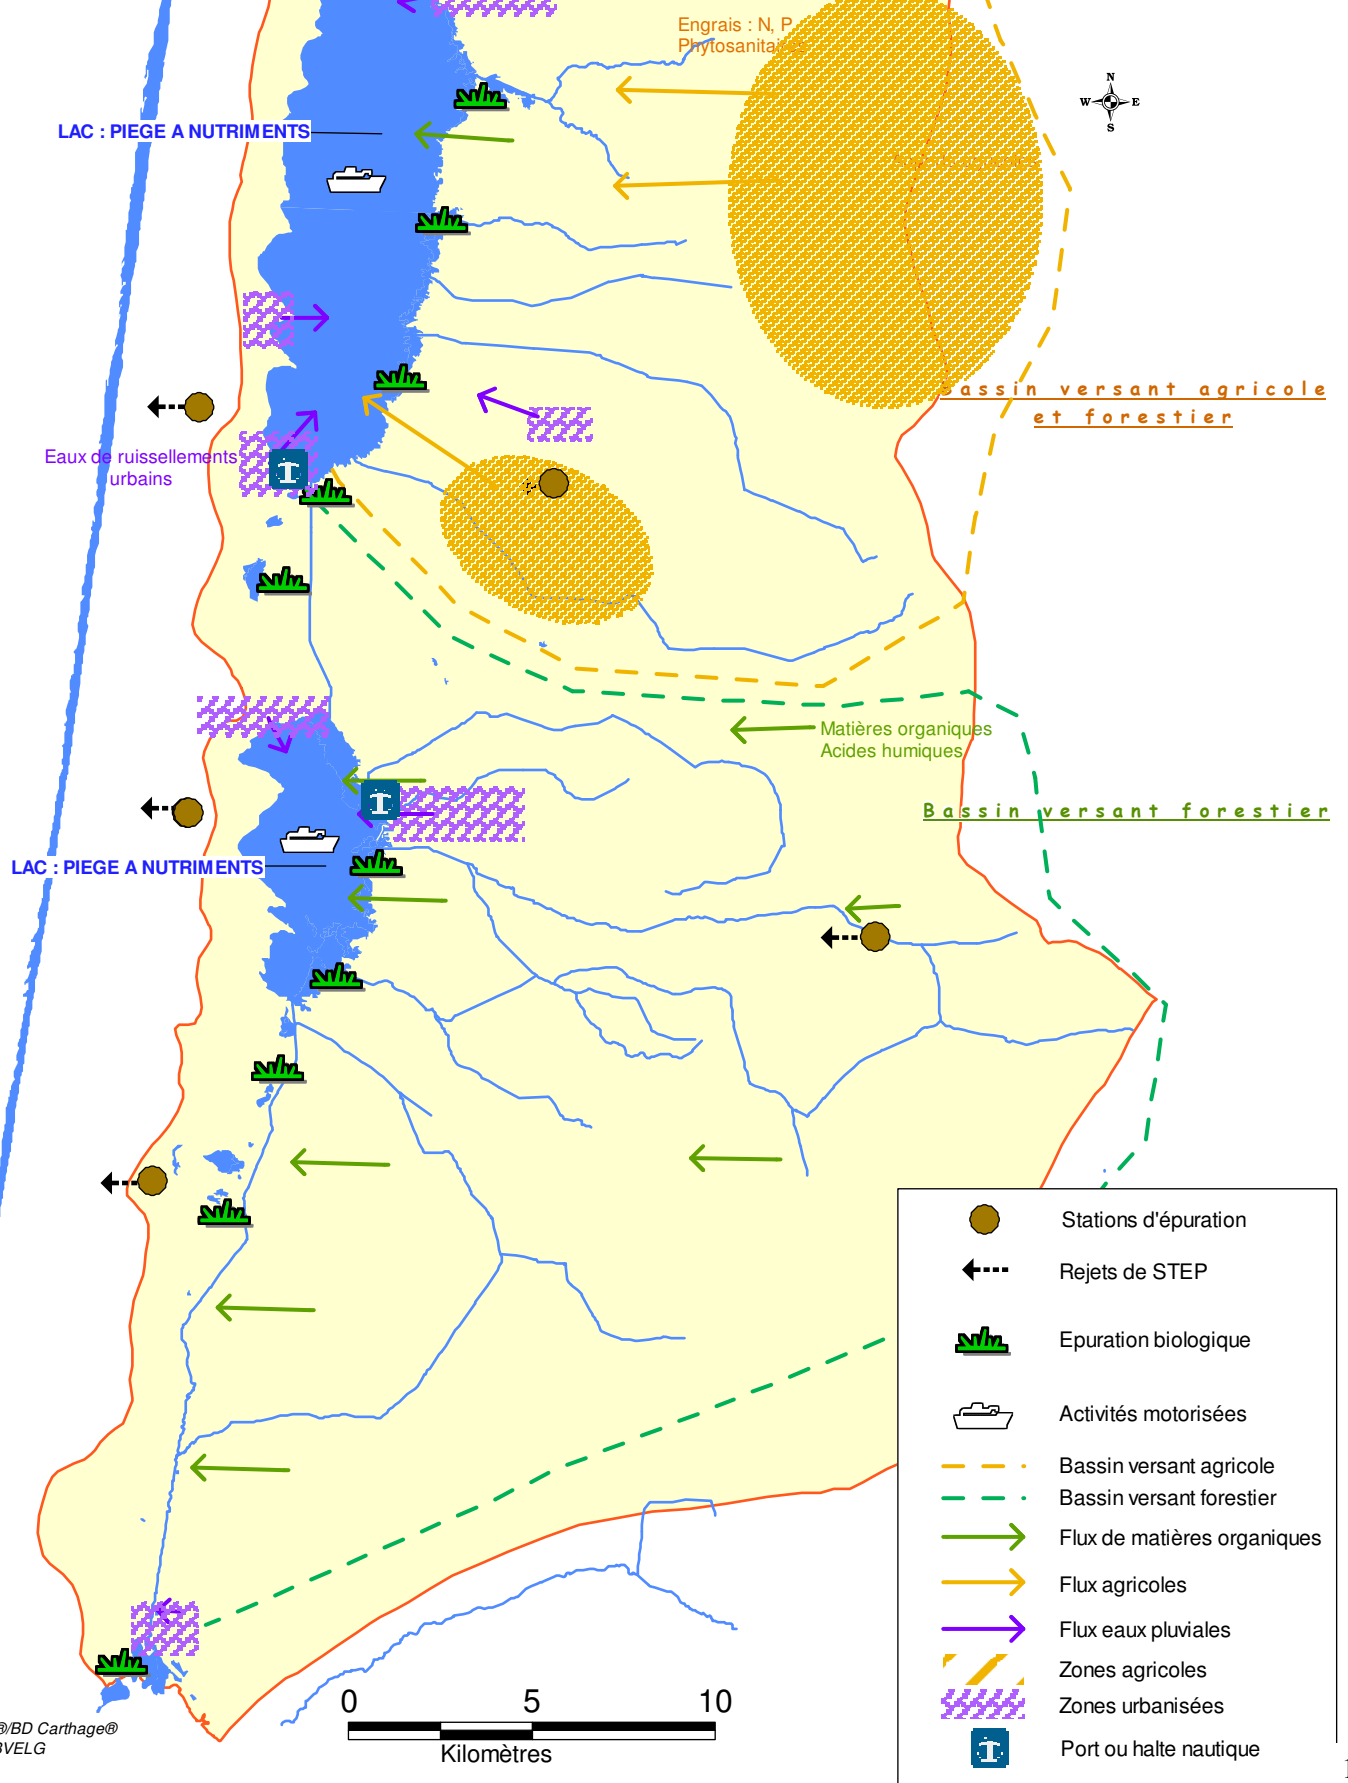 Engrais : N, P
Phytosanitaires
N
W E
S
LAC : PIEGE A NUTRIMENTS
Bassin versant agricole
et forestier
Eaux de ruissellements
urbains
Matières organiques
Acides humiques
Bassin versant forestier
LAC : PIEGE A NUTRIMENTS
Stations d'épuration
Rejets de STEP
Epuration biologique
Activités motorisées
Bassin versant agricole
Bassin versant forestier
Flux de matières organiques
Flux agricoles
Flux eaux pluviales
Zones agricoles
Zones urbanisées
Port ou halte nautique
0 5 10
Kilomètres
®/BD Carthage®
BVELG
1